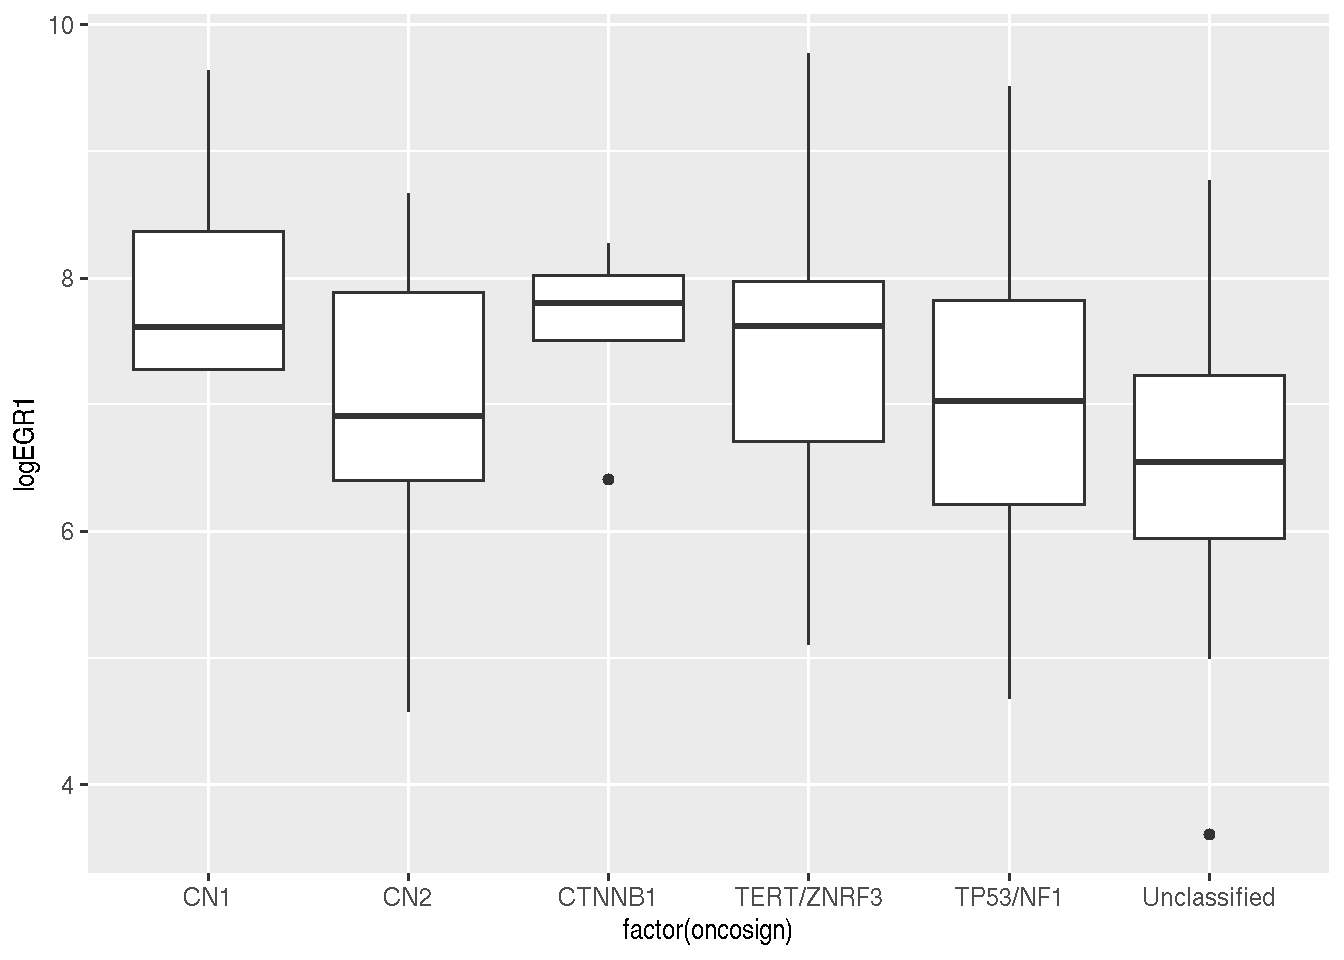 10
8
6
4
logEGR1
CN1 CN2 CTNNB1 TERT/ZNRF3 TP53/NF1 Unclassified
factor(oncosign)